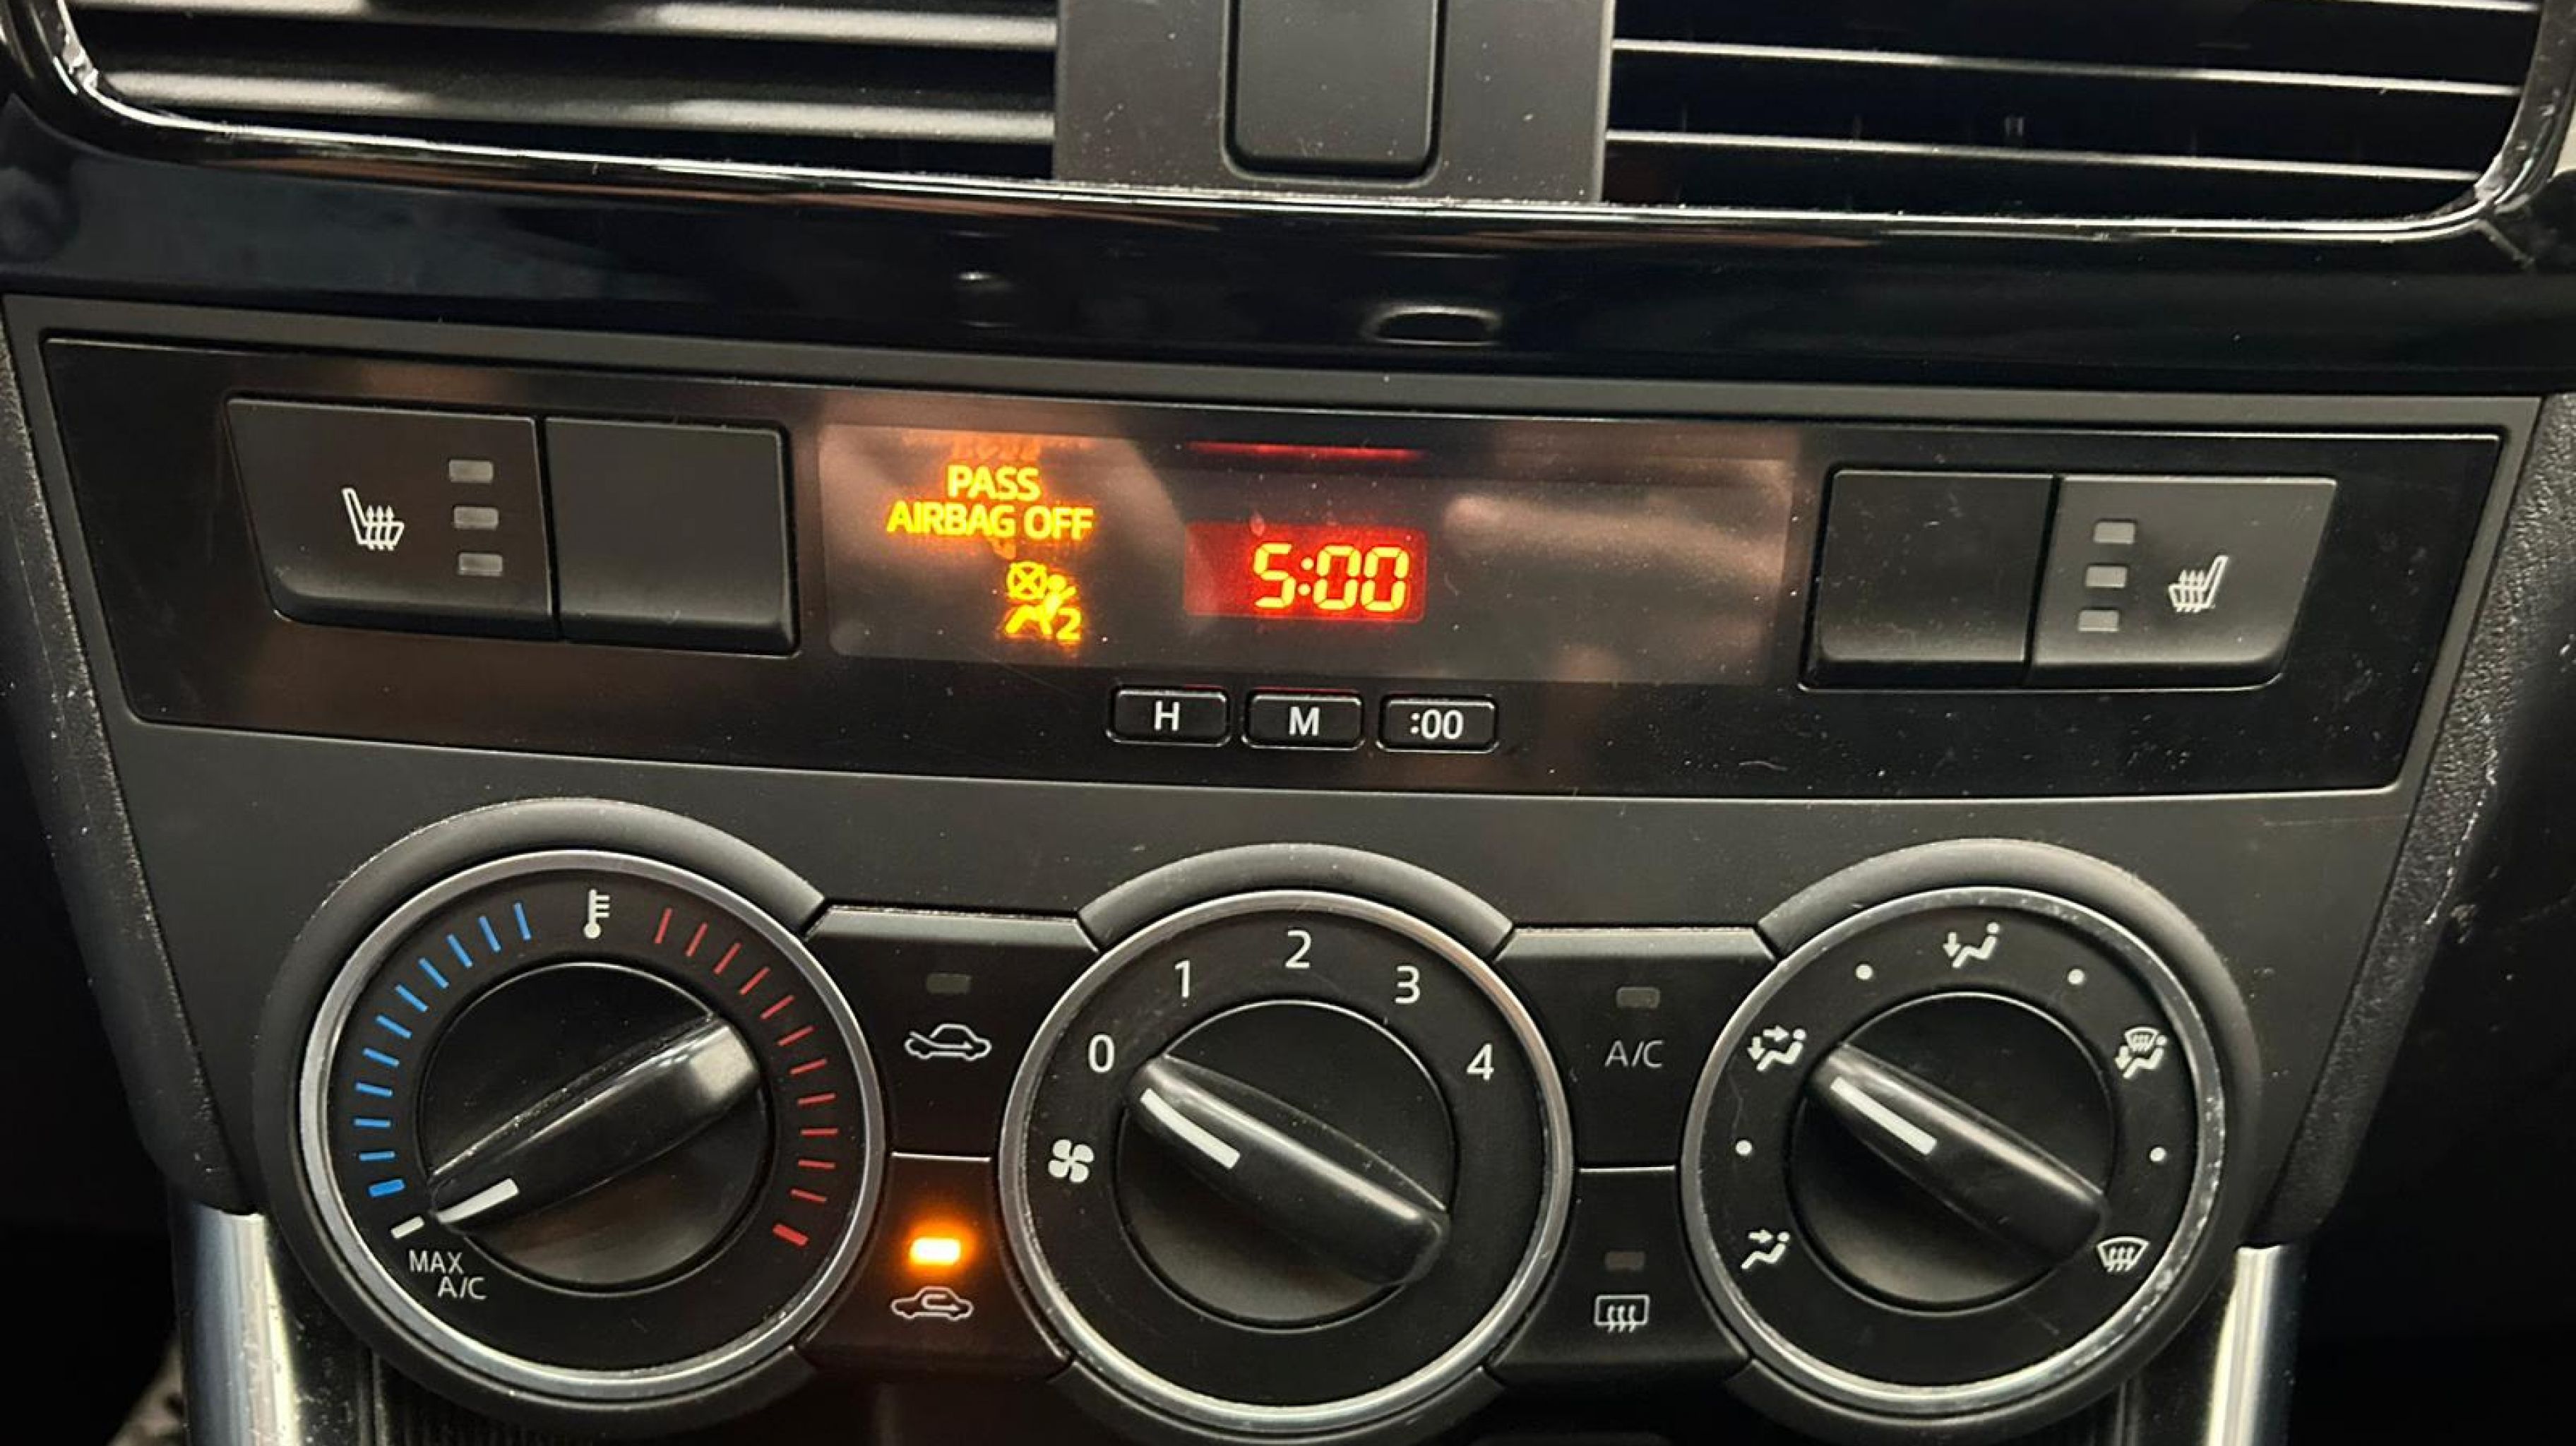 PASS
AIRBAG OFF
2
5:00
H M :00
0 1 2 3 4
A/C
MAX
A/C